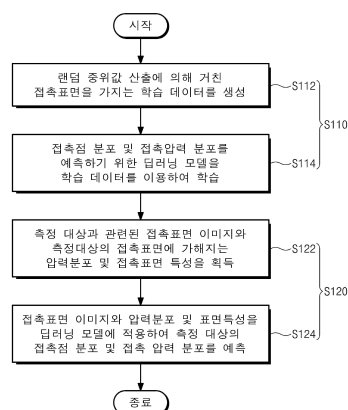 시작
랜덤 중위값 산출에 의해 거친
접촉표면을 가지는 학습 데이터를 생성
S112
S110
접촉점 분포 및 접촉압력 분포를
예측하기 위한 딥러닝 모델을
학습 데이터를 이용하여 학습
S114
측정 대상과 관련된 접촉표면 이미지와
측정대상의 접촉표면에 가해지는
압력분포 및 접촉표면 특성을 획득
S122
S120
접촉표면 이미지와 압력분포 및 표면특성을
딥러닝 모델에 적용하여 측정 대상의
접촉점 분포 및 접촉 압력 분포를 예측
S124
종료